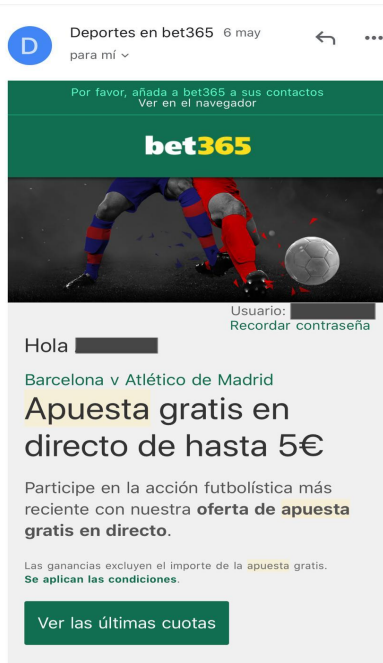 D
Deportes en bet365 6 may
para mí
Por favor, añada a bet365 a sus contactos
Ver en el navegador
bet365
Usuario:
Recordar contraseña
Hola
Barcelona v Atlético de Madrid
Apuesta gratis en
directo de hasta 5€
Participe en la acción futbolística más
reciente con nuestra oferta de apuesta
gratis en directo.
Las ganancias excluyen el importe de la apuesta gratis.
Se aplican las condiciones.
Ver las últimas cuotas